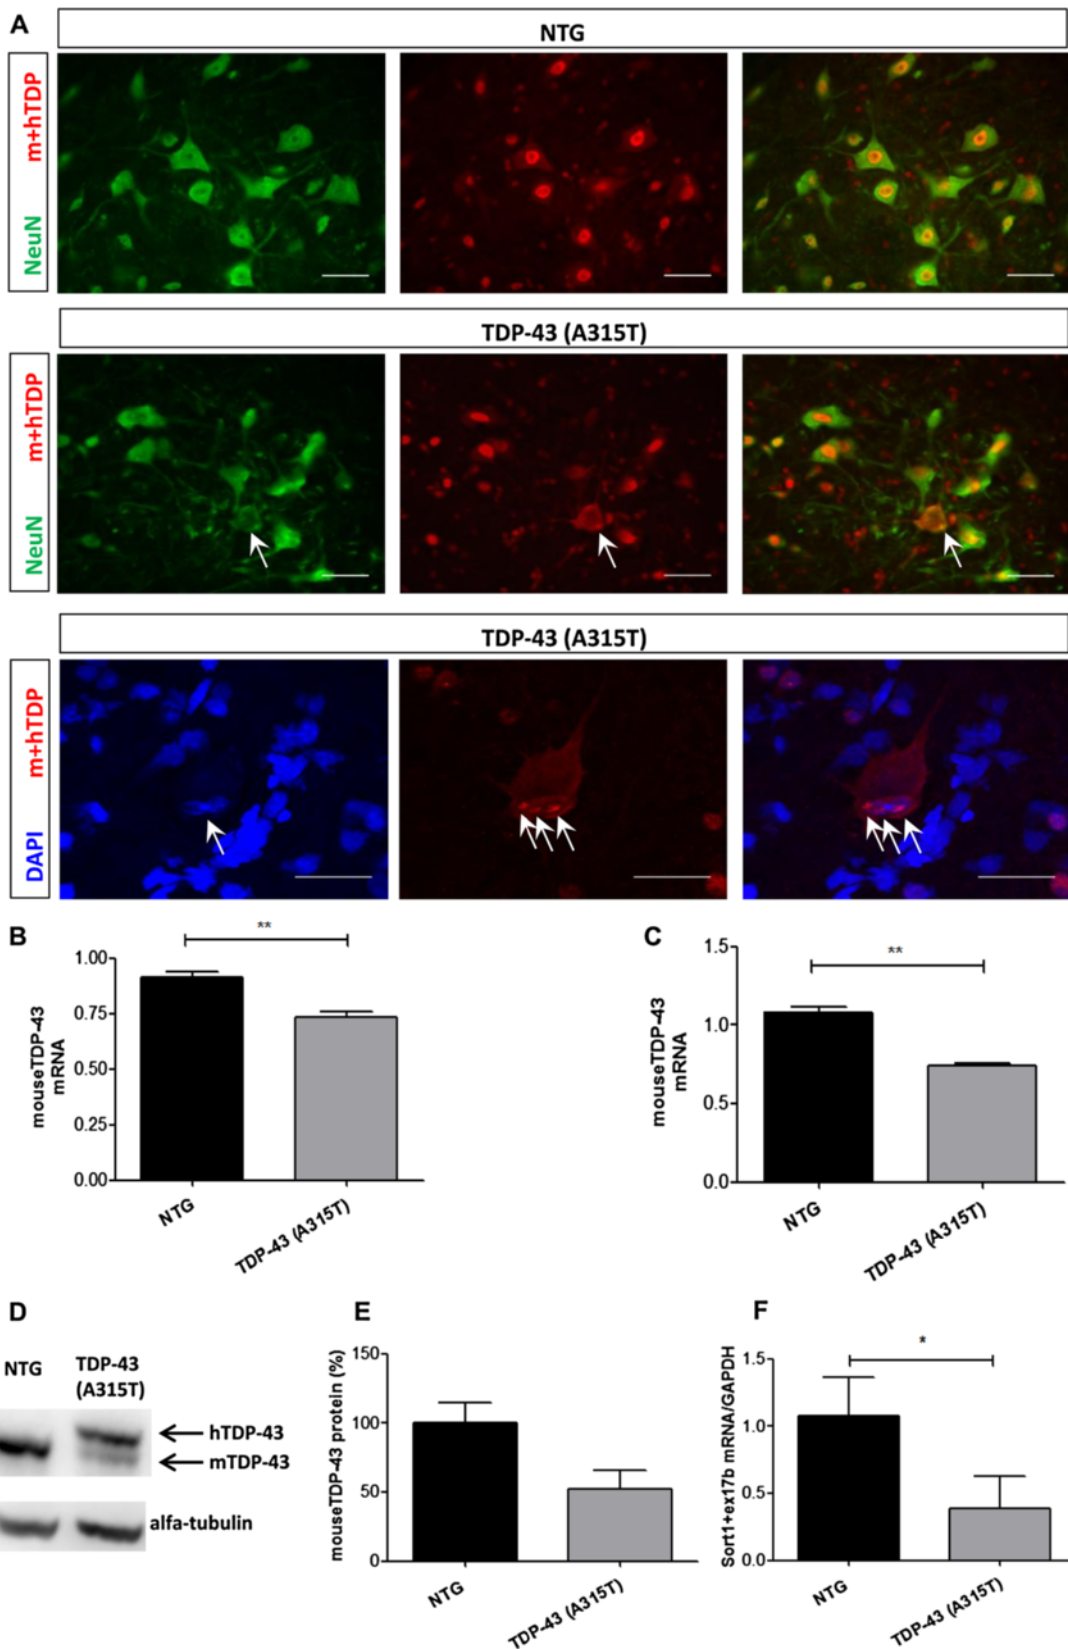 A
NTG
NeuN m+hTDP
TDP-43 (A315T)
NeuN m+hTDP
TDP-43 (A315T)
DAPI m+hTDP
B
**
mouseTDP-43
mRNA
1.00
0.75
0.50
0.25
0.00
NTG
TDP-43 (A315T)
C
**
mouseTDP-43
mRNA
1.5
1.0
0.5
0.0
NTG
TDP-43 (A315T)
D
NTG
TDP-43
(A315T)
hTDP-43
mTDP-43
alfa-tubulin
E
mouseTDP-43 protein (%)
150
100
50
0
NTG
TDP-43 (A315T)
F
*
Sort1+ex17b mRNA/GAPDH
1.5
1.0
0.5
0.0
NTG
TDP-43 (A315T)